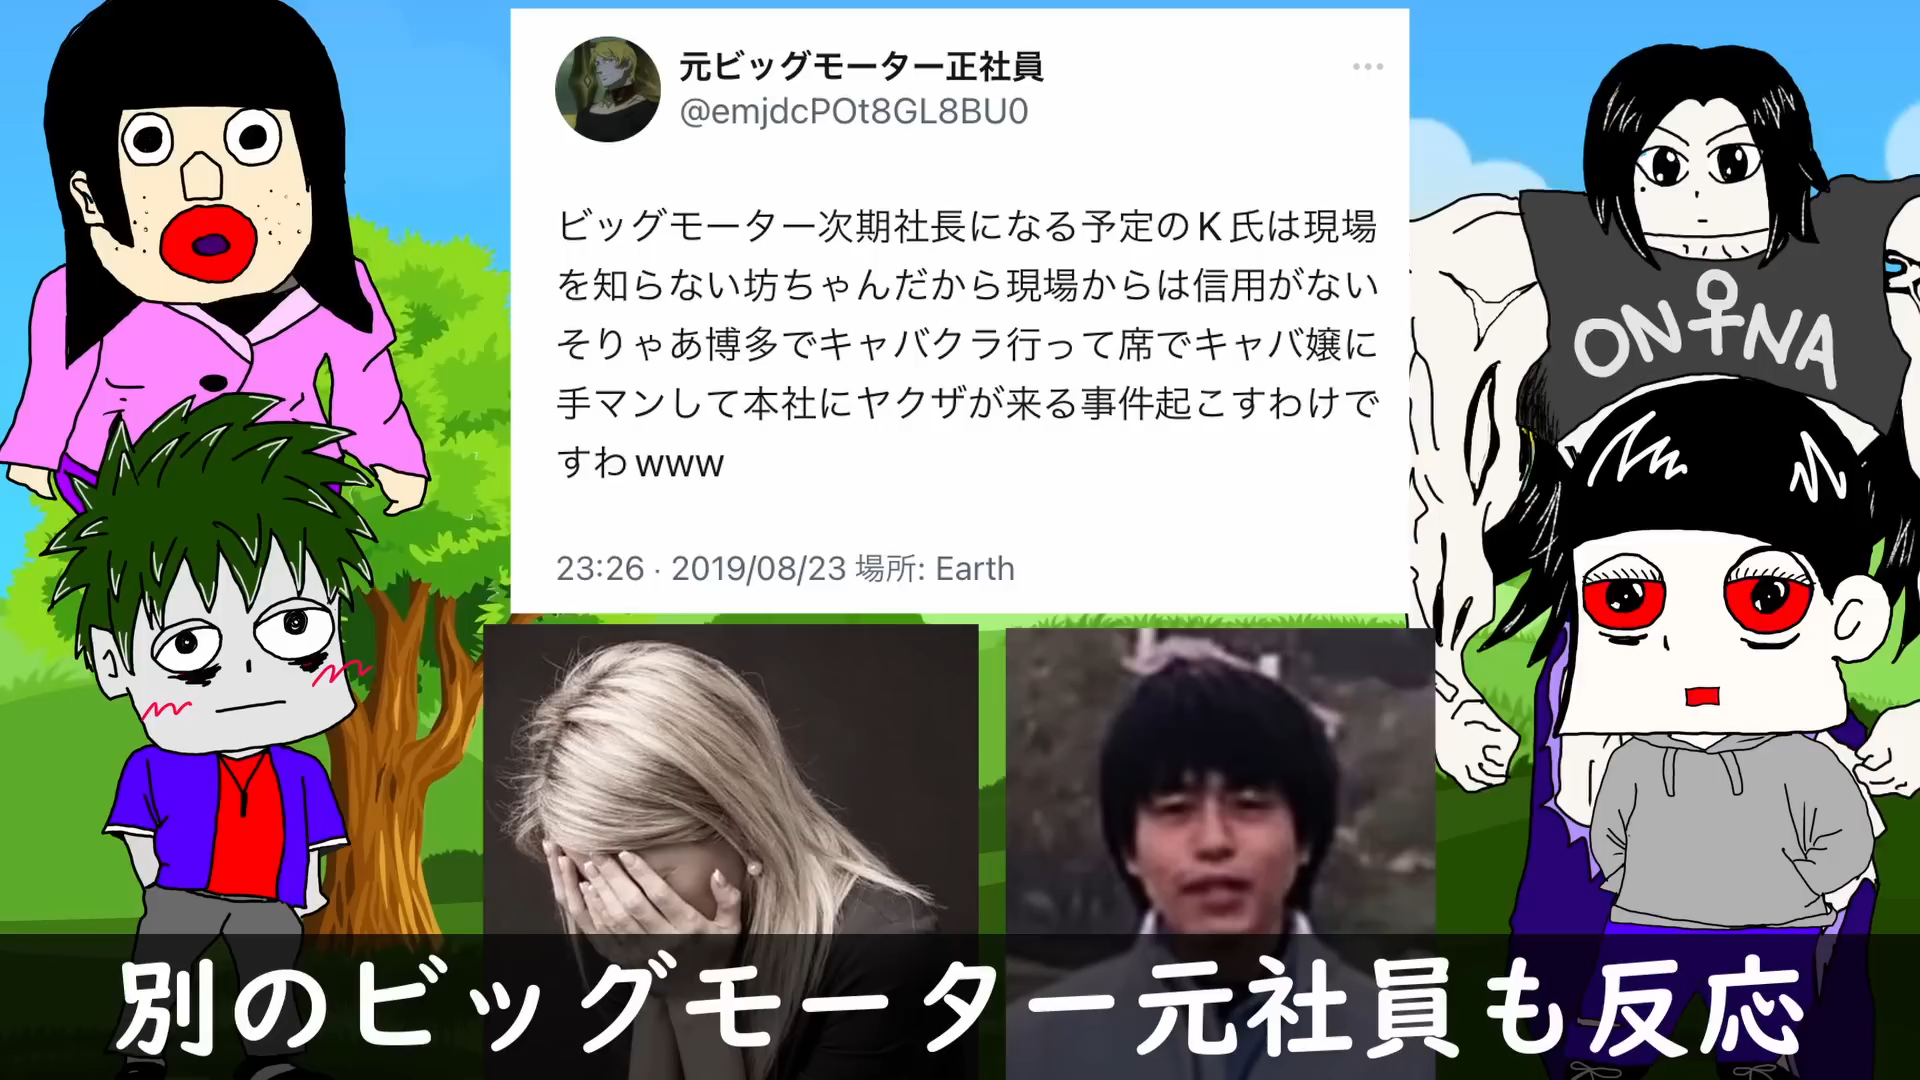 元ビッグモーター正社員
@emjdcPOt8GL8BU0
ビッグモーター次期社長になる予定のK氏は現場
を知らない坊ちゃんだから現場からは信用がない
そりゃあ博多でキャバクラ行って席でキャバ嬢に
手マンして本社にヤクザが来る事件起こすわけで
すわwww
23:26 · 2019/08/23 場所: Earth
ON♀NA
別のビッグモーター元社員も反応